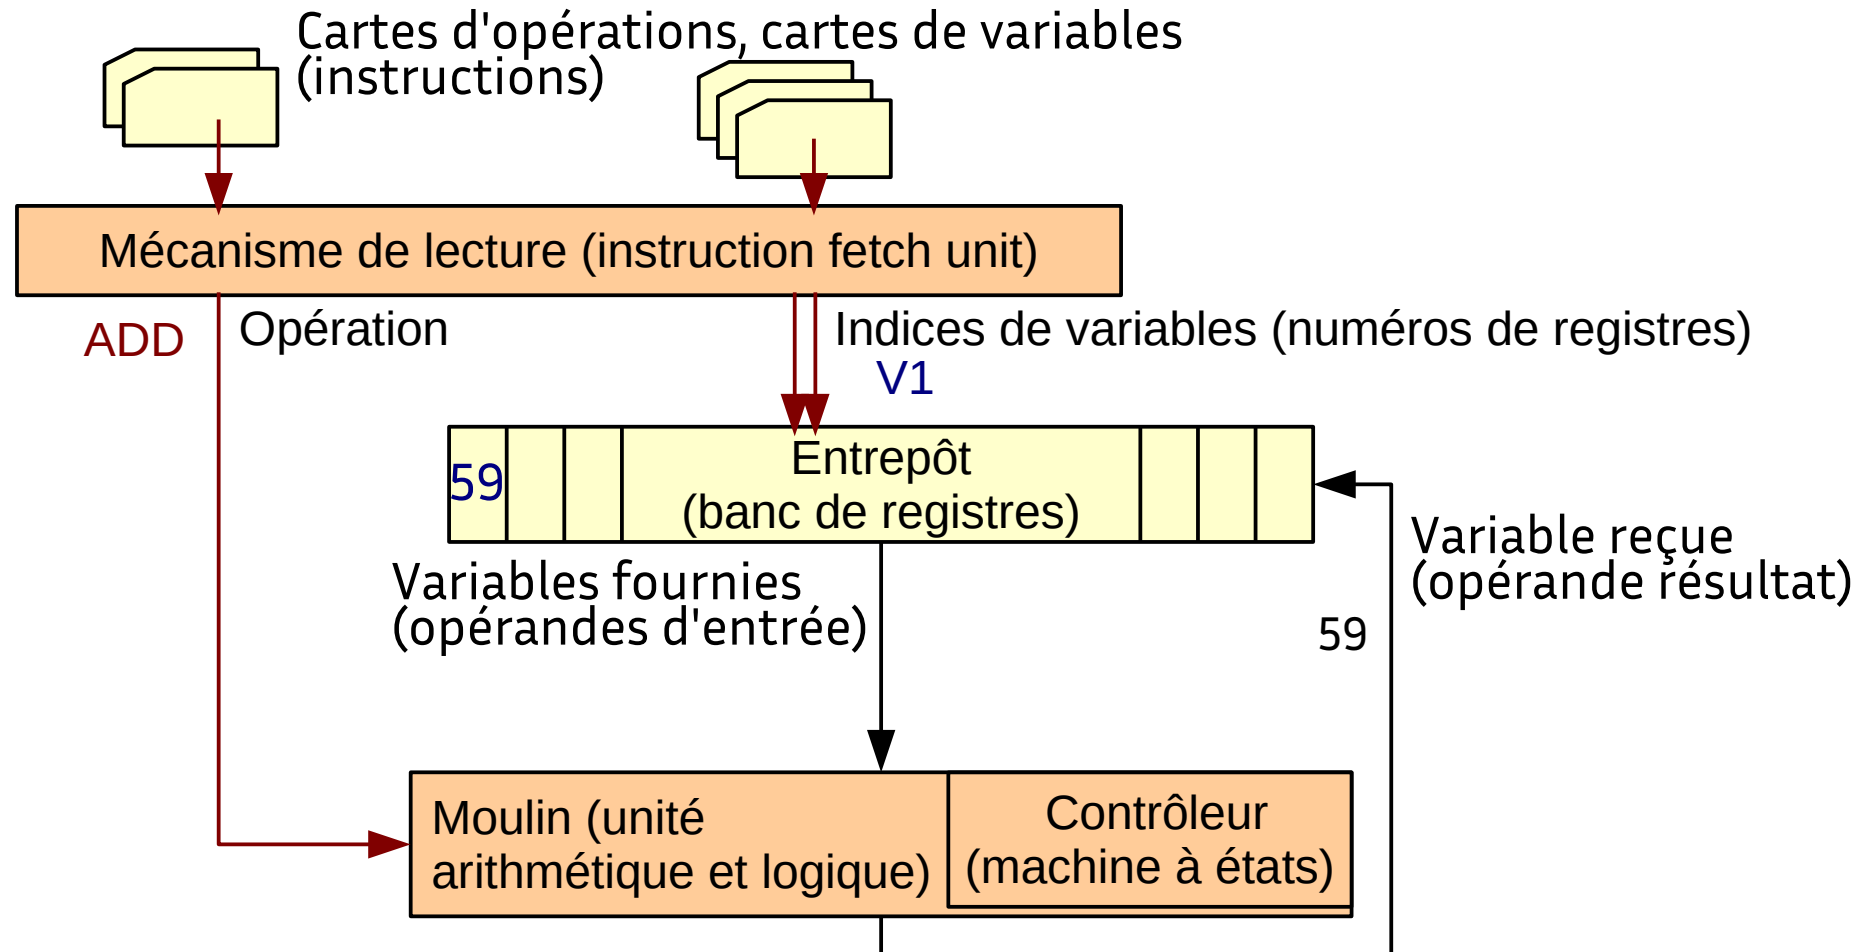 Cartes d'opérations, cartes de variables
(instructions)
Mécanisme de lecture (instruction fetch unit)
ADD
Opération
Indices de variables (numéros de registres)
V1
59
Entrepôt
(banc de registres)
Variable reçue
(opérande résultat)
Variables fournies
(opérandes d'entrée)
59
Moulin (unité
arithmétique et logique)
Contrôleur
(machine à états)